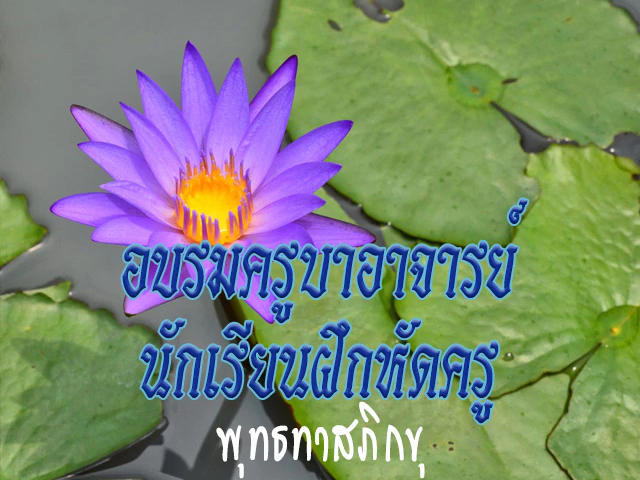 อบรมครูบาอาจารย์
นักเรียนฝึกหัดครู
พุทธทาสภิกขุ